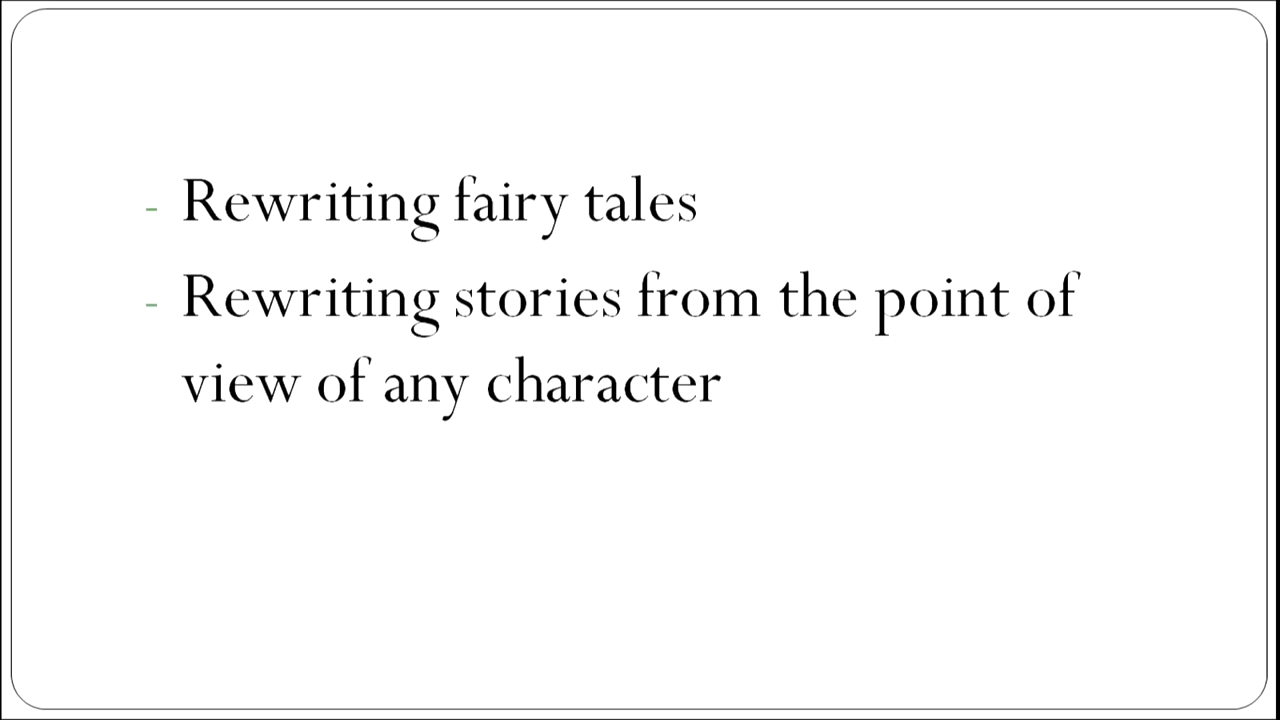 - Rewriting fairy tales
- Rewriting stories from the point of
view of any character